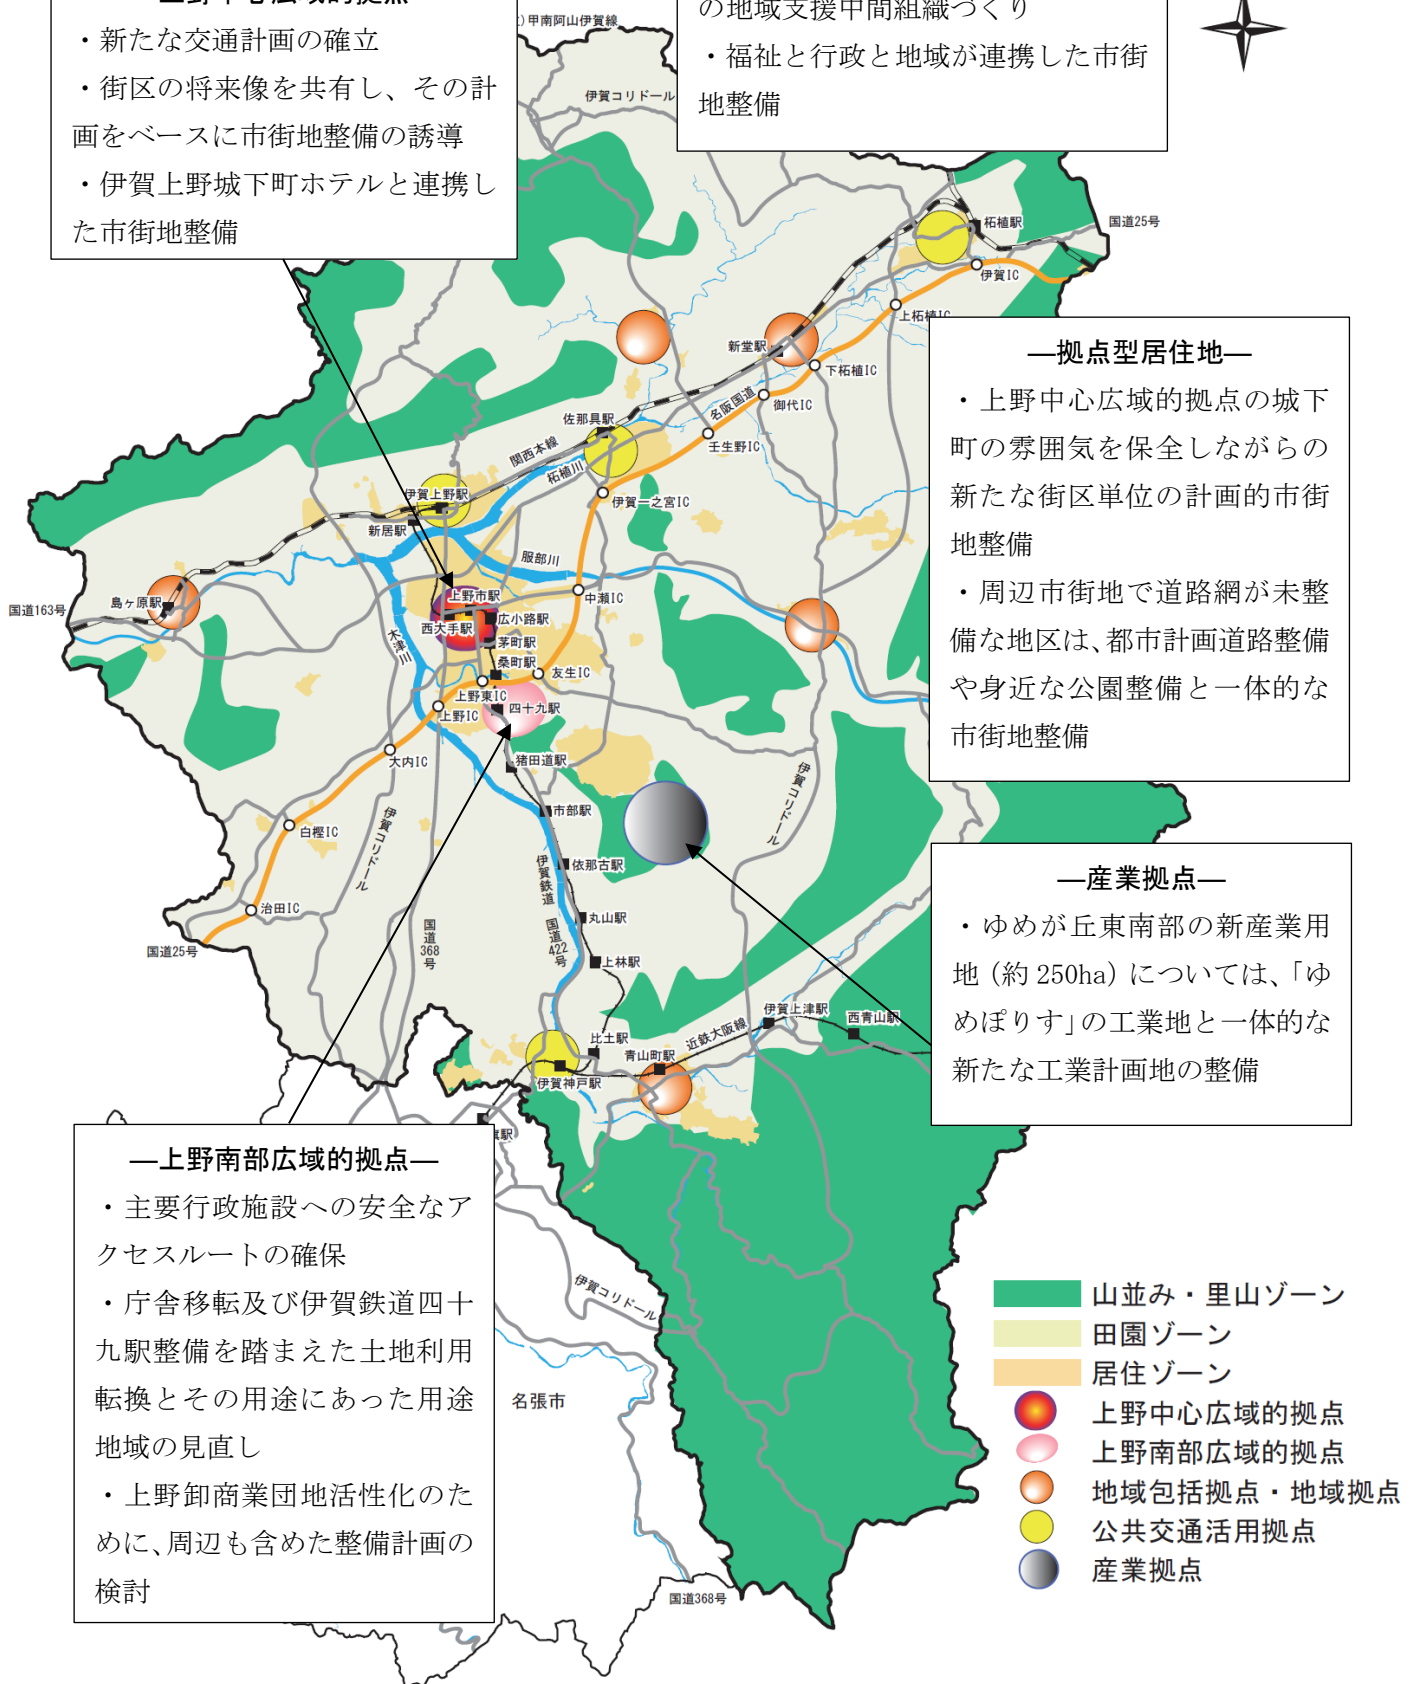 ・新たな交通計画の確立
・街区の将来像を共有し、その計
画をベースに市街地整備の誘導
・伊賀上野城下町ホテルと連携し
た市街地整備
の地域支援中間組織づくり
・福祉と行政と地域が連携した市街
地整備
甲南阿山伊賀線
伊賀コリドール
柘植駅
国道25号
伊賀IC
上柘植IC
新堂駅
下柘植IC
御代IC
名阪国道
壬生野IC
佐那具駅
関西本線
柘植川
伊賀一之宮IC
伊賀上野駅
新居駅
服部川
中瀬IC
国道163号
島ヶ原駅
木津川
上野市駅
西大手駅
広小路駅
茅町駅
桑町駅
友生IC
上野東IC
上野IC
四十九駅
大内IC
猪田道駅
伊賀コリドール
市部駅
白樫IC
伊賀コリドール
依那古駅
伊賀鉄道
治田IC
丸山駅
国道25号
国道368号
国道422号
上林駅
伊賀上津駅
西青山駅
比土駅
近鉄大阪線
青山町駅
伊賀神戸駅
―拠点型居住地―
・上野中心広域的拠点の城下
町の雰囲気を保全しながらの
新たな街区単位の計画的市街
地整備
・周辺市街地で道路網が未整
備な地区は、都市計画道路整備
や身近な公園整備と一体的な
市街地整備
―産業拠点―
・ゆめが丘東南部の新産業用
地（約 250ha）については、「ゆ
めぽりす」の工業地と一体的な
新たな工業計画地の整備
―上野南部広域的拠点―
・主要行政施設への安全なア
クセスルートの確保
・庁舎移転及び伊賀鉄道四十
九駅整備を踏まえた土地利用
転換とその用途にあった用途
地域の見直し
・上野卸商業団地活性化のた
めに、周辺も含めた整備計画の
検討
伊賀コリドール
名張市
国道368号
山並み・里山ゾーン
田園ゾーン
居住ゾーン
上野中心広域的拠点
上野南部広域的拠点
地域包括拠点・地域拠点
公共交通活用拠点
産業拠点